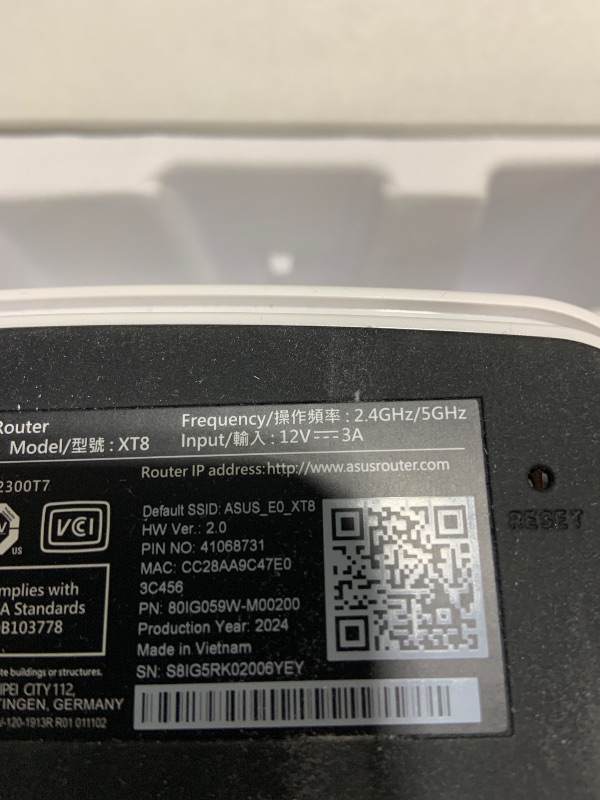 Router
Frequency/操作頻率 : 2.4GHz/5GHz
Model/型號 : XT8
Input/輸入 : 12V⎓3A
Router IP address:http://www.asusrouter.com
2300T7
VCCI
US
Default SSID: ASUS_E0_XT8
HW Ver.: 2.0
PIN NO: 41068731
MAC: CC28AA9C47E0
3C456
PN: 80IG059W-M00200
Production Year: 2024
Made in Vietnam
SN: S8IG5RK02006YEY
mplies with
A Standards
DB103778
te buildings or structures.
IPEI CITY 112,
TINGEN, GERMANY
/-120-1913R R01 011102
RESET